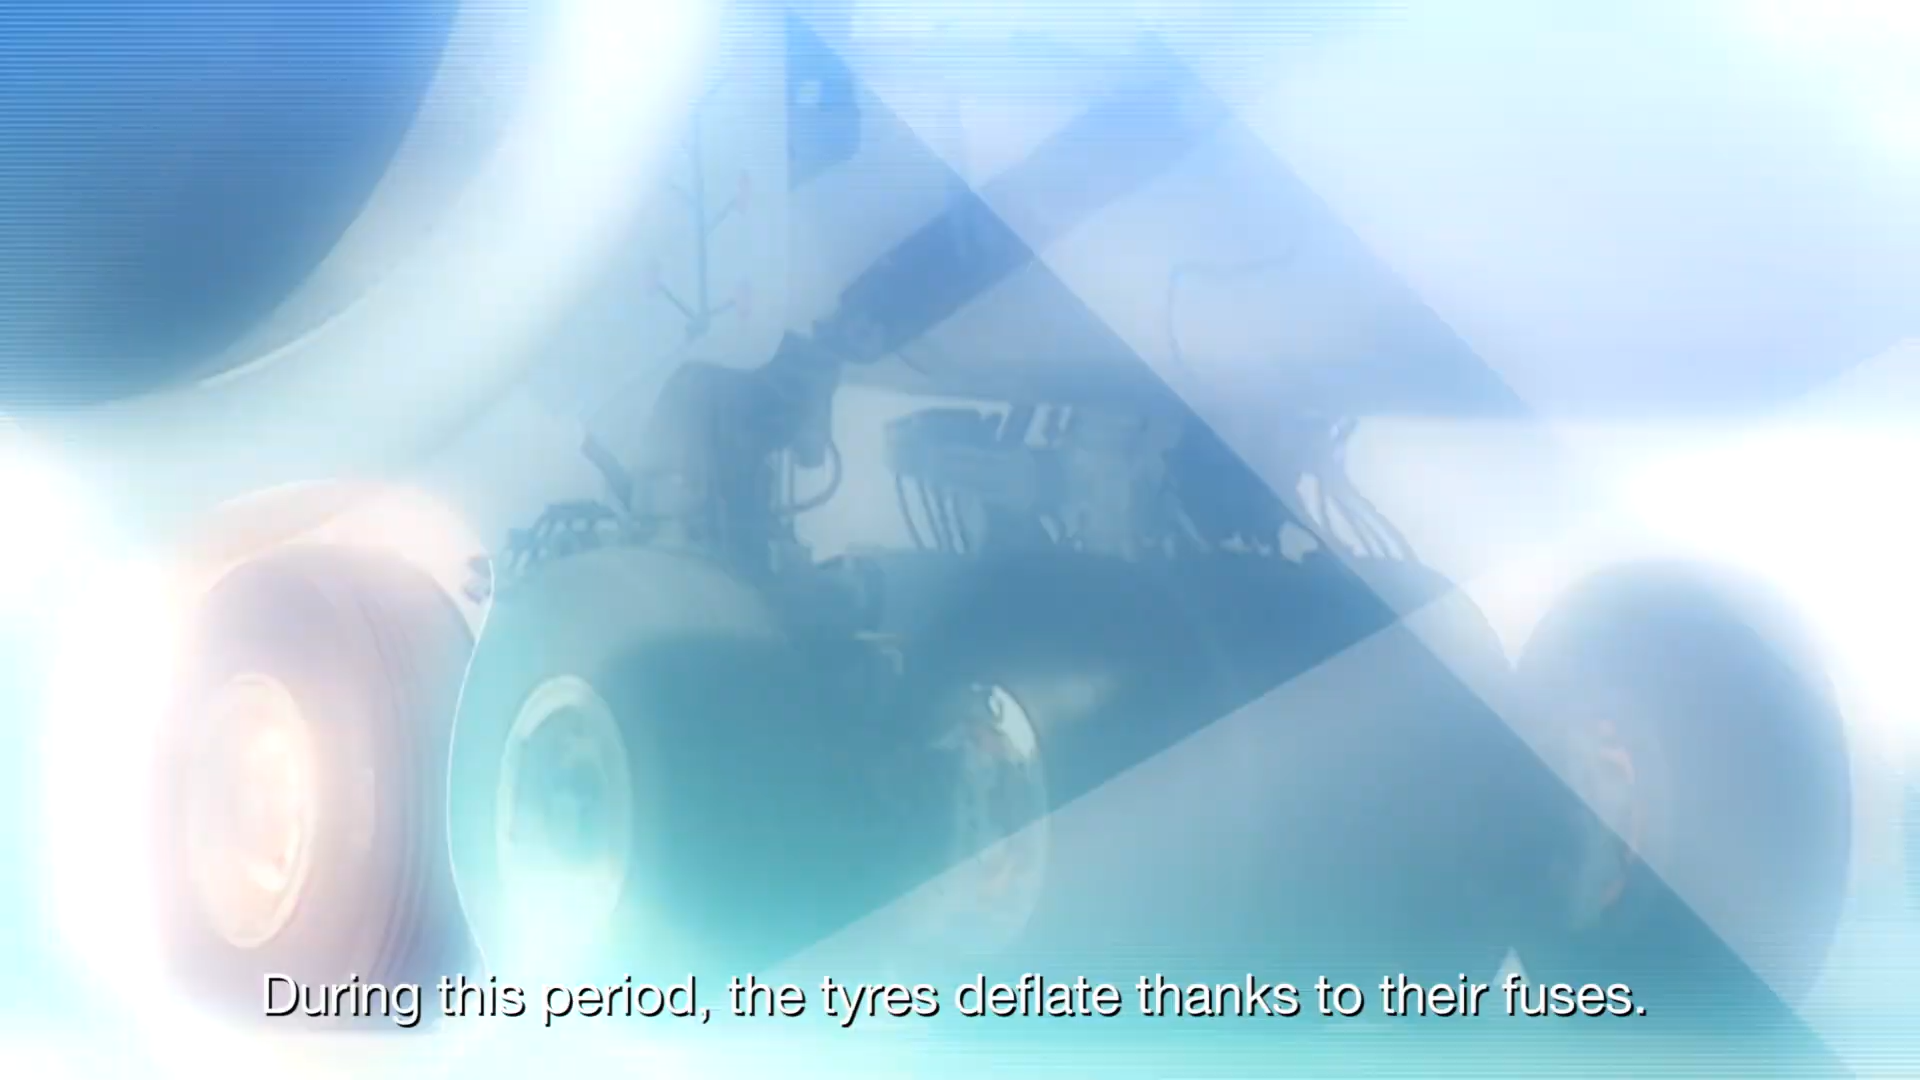 During this period, the tyres deflate thanks to their fuses.